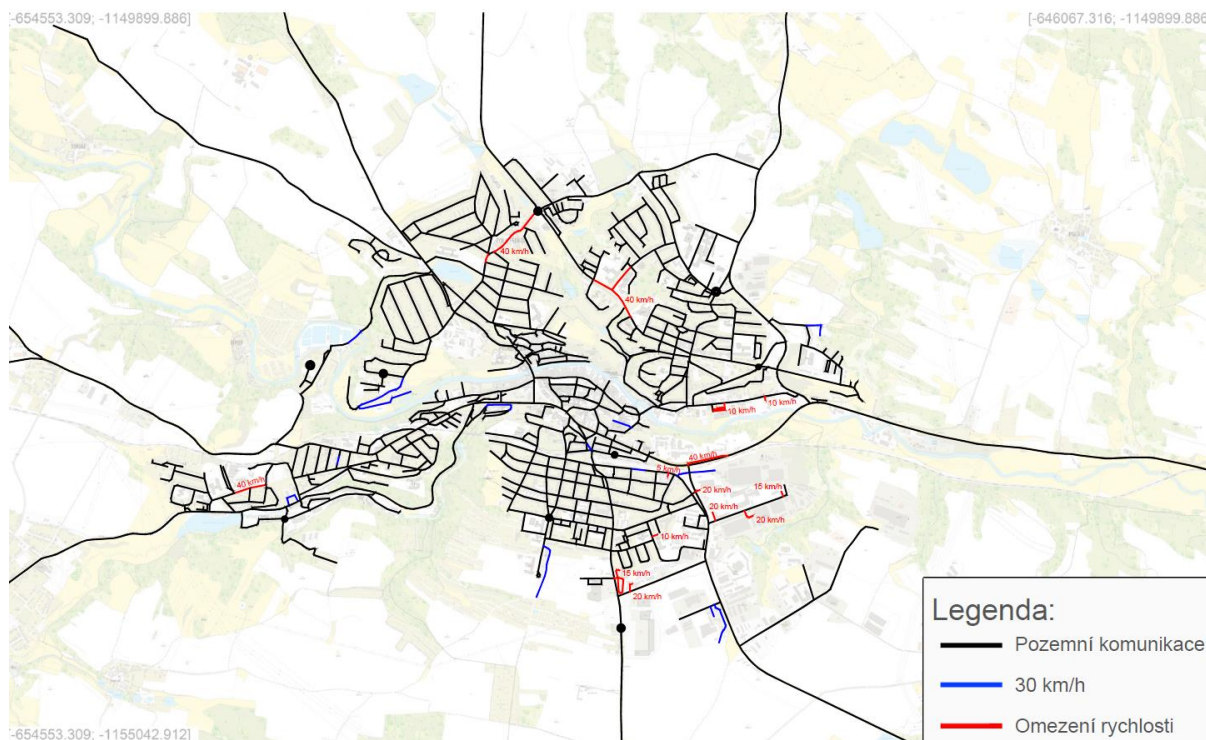 [-654553.309; -1149899.886]
[-646067.316; -1149899.886
40 km/h
40 km/h
10 km/h
10 km/h
40 km/h
5 km/h
40 km/h
20 km/h
15 km/h
20 km/h
20 km/h
10 km/h
15 km/h
20 km/h
Legenda:
Pozemní komunikace
30 km/h
Omezení rychlosti
[-654553.309; -1155042.912]